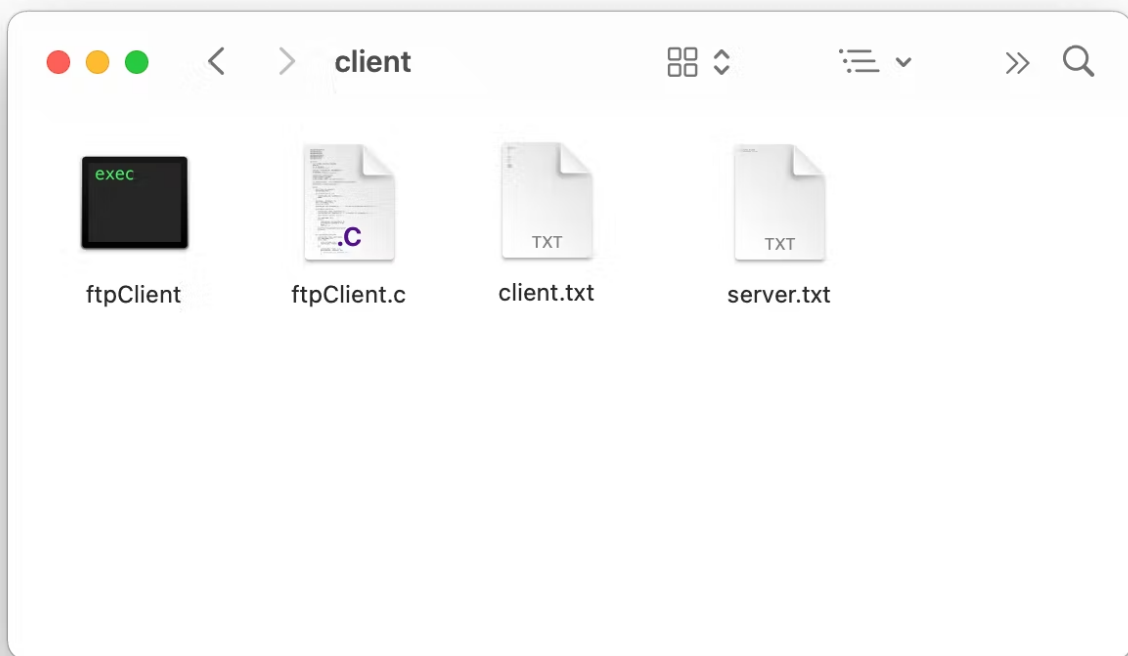 client
exec
.C
TXT
TXT
ftpClient
ftpClient.c
client.txt
server.txt